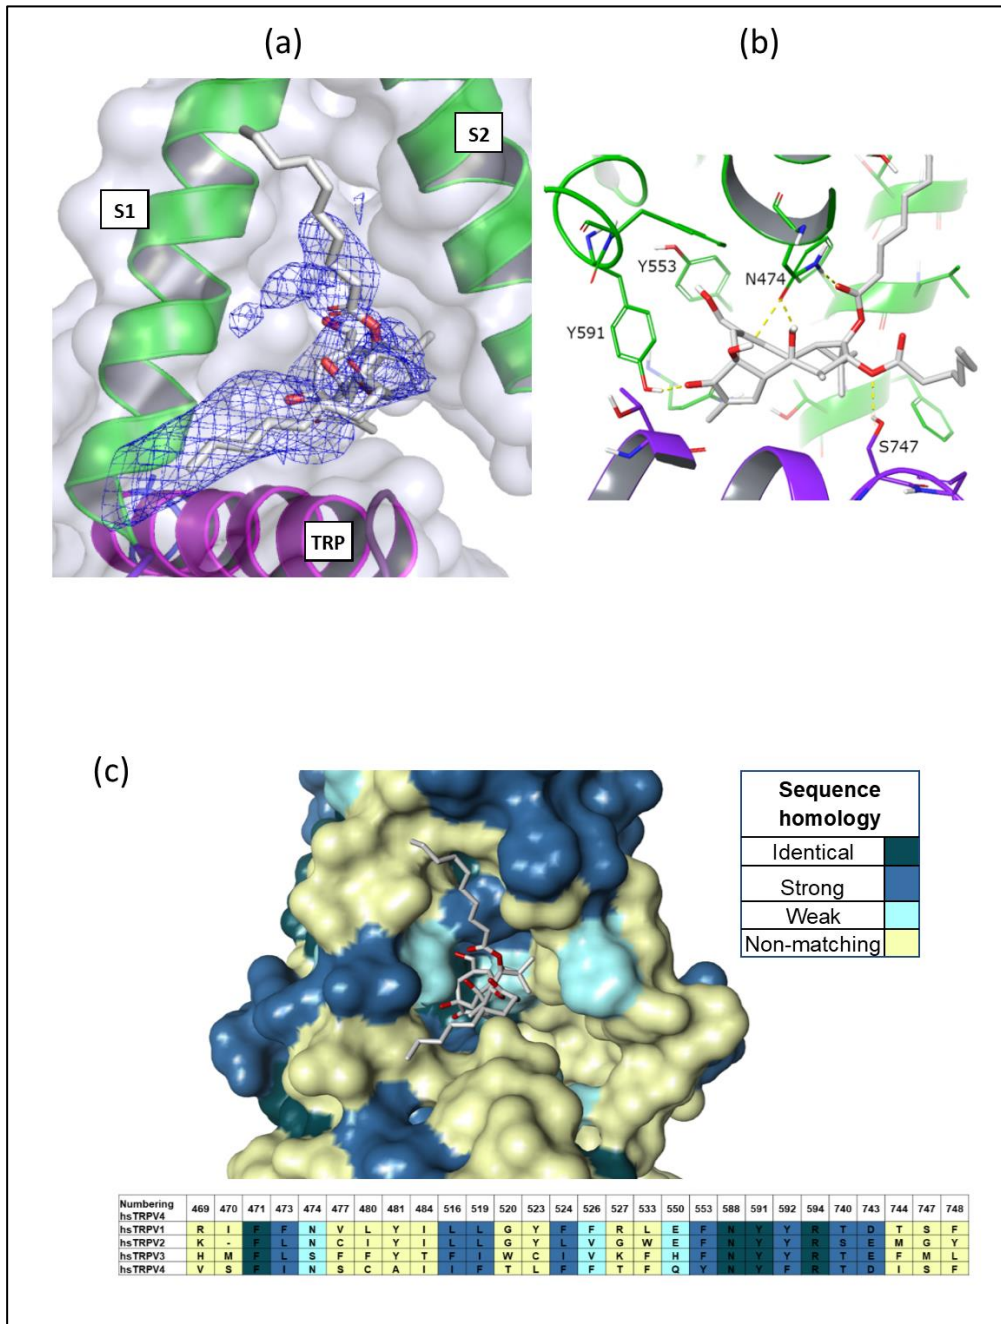 (a)
(b)
S1
S2
TRP
Y553
N474
Y591
S747
(c)
Sequence homology
Identical
Strong
Weak
Non-matching
Numbering hsTRPV4 469 470 471 473 474 477 480 481 484 516 519 520 523 524 526 527 533 550 553 588 591 592 594 740 743 744 747 748
hsTRPV1 R I F F N V L Y I L L G Y F F R L E F N Y Y R T D T S F
hsTRPV2 K - F L N C I Y I L L G Y L V G W E F N Y Y R S E M G Y
hsTRPV3 H M F L S F F Y T F I W C I V K F H F N Y Y R T E F M L
hsTRPV4 V S F I N S C A I I F T L F F T F Q Y N Y F R T D I S F